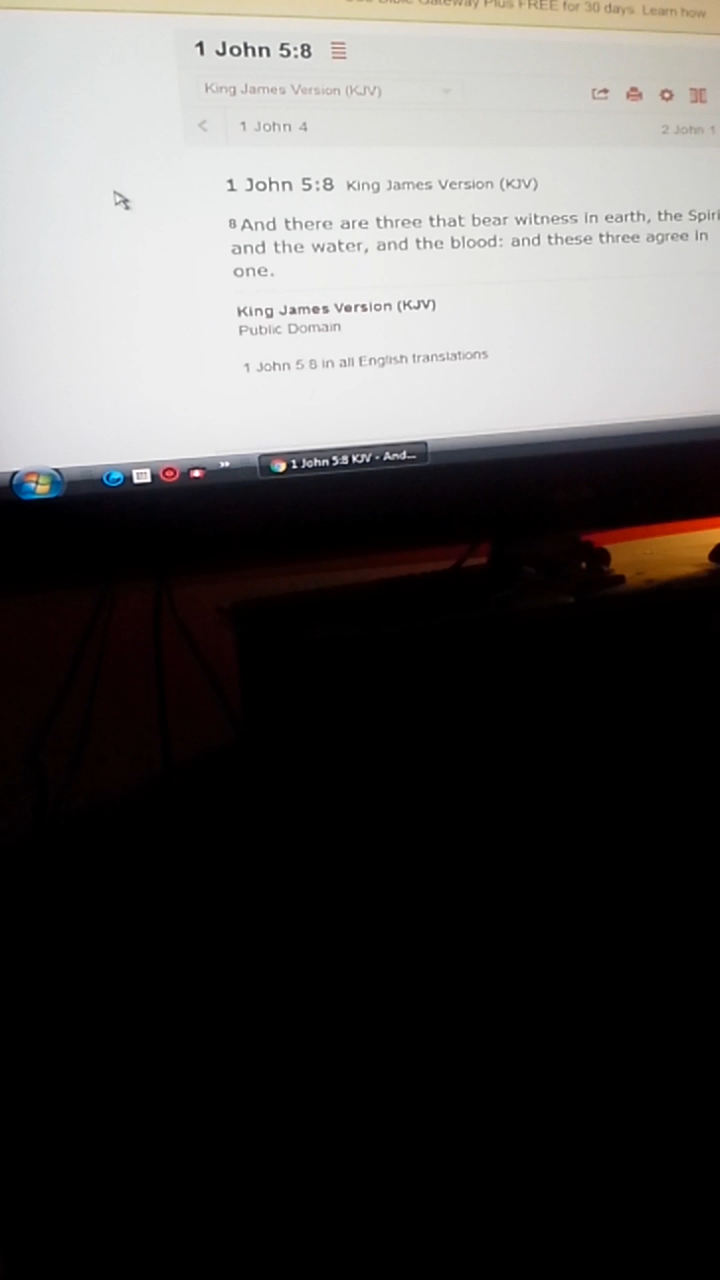 Gateway Plus FREE for 30 days. Learn how
1 John 5:8
King James Version (KJV)
1 John 4
2 John 1
1 John 5:8 King James Version (KJV)
8 And there are three that bear witness in earth, the Spiri
and the water, and the blood: and these three agree in
one.
King James Version (KJV)
Public Domain
1 John 5:8 in all English translations
1 John 5:8 KJV - And...